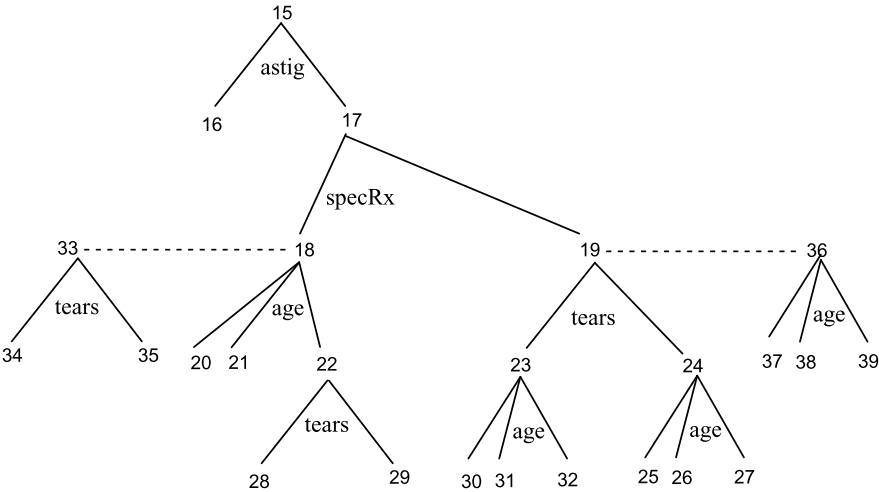 15
astig
16 17
specRx
33 18 19 36
tears age tears age
34 35 20 21 22 23 24 37 38 39
tears age age
28 29 30 31 32 25 26 27